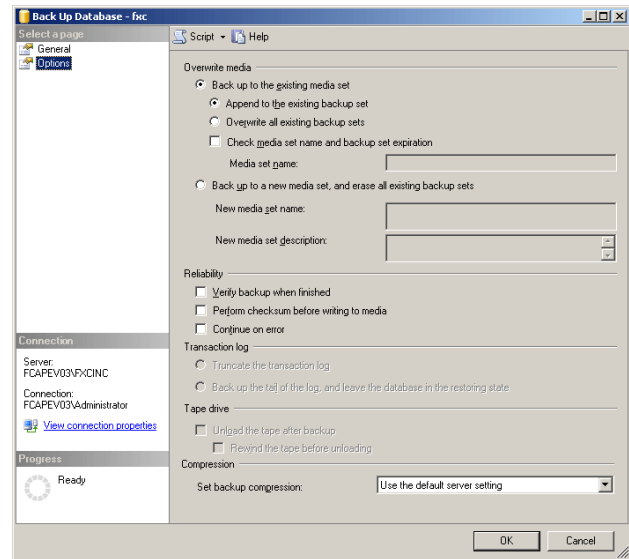 Back Up Database - fxc
Select a page
General
Options
Script
Help
Overwrite media
Back up to the existing media set
Append to the existing backup set
Overwrite all existing backup sets
Check media set name and backup set expiration
Media set name:
Back up to a new media set, and erase all existing backup sets
New media set name:
New media set description:
Reliability
Verify backup when finished
Perform checksum before writing to media
Continue on error
Transaction log
Truncate the transaction log
Back up the tail of the log, and leave the database in the restoring state
Tape drive
Unload the tape after backup
Rewind the tape before unloading
Compression
Set backup compression:
Use the default server setting
Connection
Server:
FCAPEV03\FXCINC
Connection:
FCAPEV03\Administrator
View connection properties
Progress
Ready
OK
Cancel